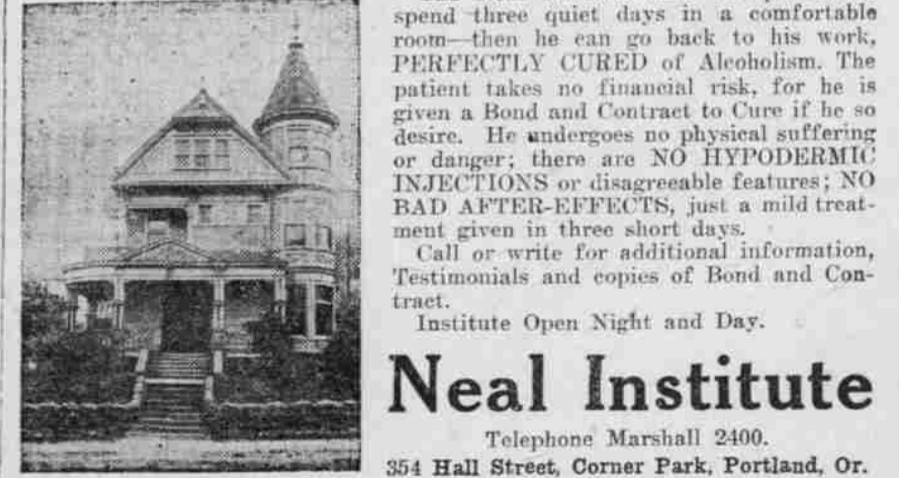 spend three quiet days in a comfortable
room—then he can go back to his work,
PERFECTLY CURED of Alcoholism. The
patient takes no financial risk, for he is
given a Bond and Contract to Cure if he so
desire. He undergoes no physical suffering
or danger; there are NO HYPODERMIC
INJECTIONS or disagreeable features; NO
BAD AFTER-EFFECTS, just a mild treat-
ment given in three short days.
Call or write for additional information,
Testimonials and copies of Bond and Con-
tract.
Institute Open Night and Day.
Neal Institute
Telephone Marshall 2400.
354 Hall Street, Corner Park, Portland, Or.